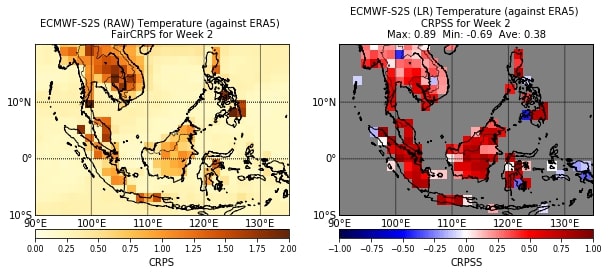 ECMWF-S2S (RAW) Temperature (against ERA5)
FairCRPS for Week 2
10°N
0°
10°S
90°E 100°E 110°E 120°E 130°E
0.00 0.25 0.50 0.75 1.00 1.25 1.50 1.75 2.00
CRPS
ECMWF-S2S (LR) Temperature (against ERA5)
CRPSS for Week 2
Max: 0.89 Min: -0.69 Ave: 0.38
10°N
0°
10°S
90°E 100°E 110°E 120°E 130°E
−1.00 −0.75 −0.50 −0.25 0.00 0.25 0.50 0.75 1.00
CRPSS